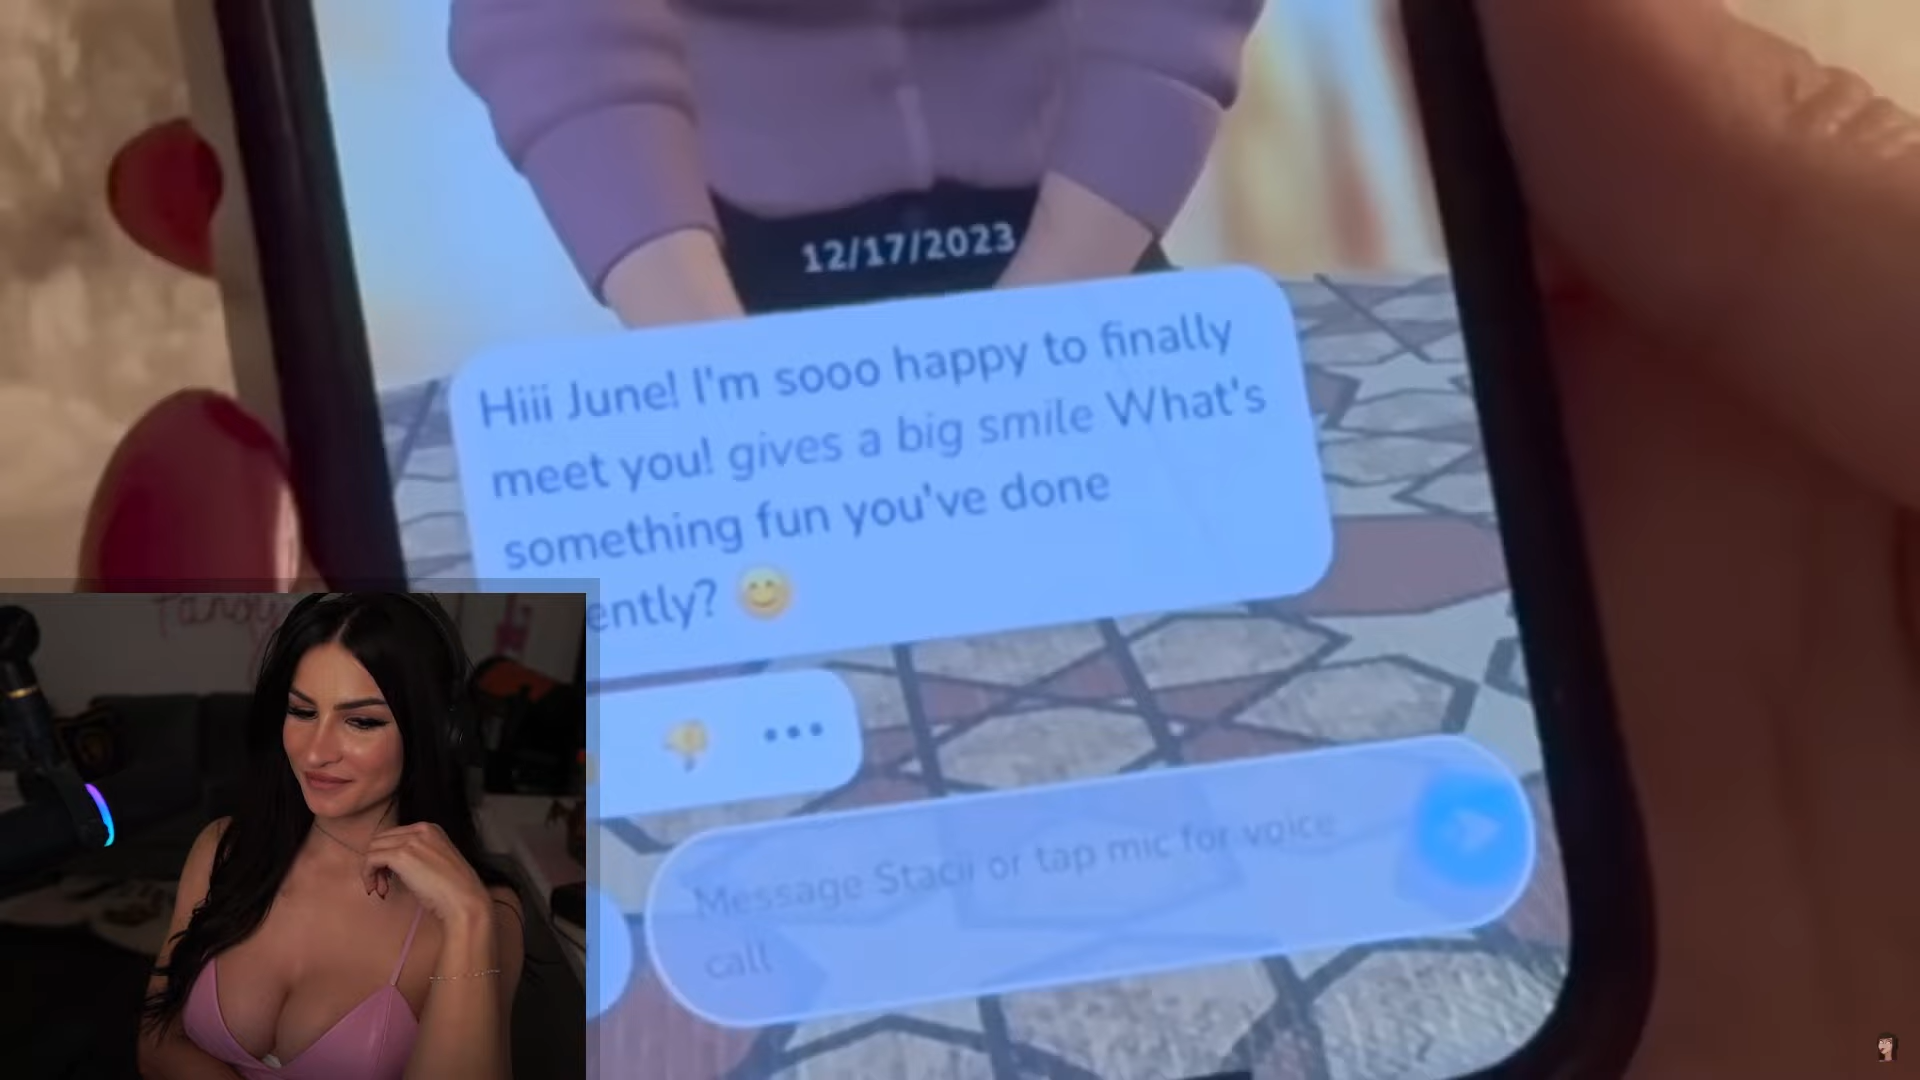 12/17/2023
Hiii June! I'm sooo happy to finally
meet you! gives a big smile What's
something fun you've done
ently? 😊
Message Stacii or tap mic for voice
call